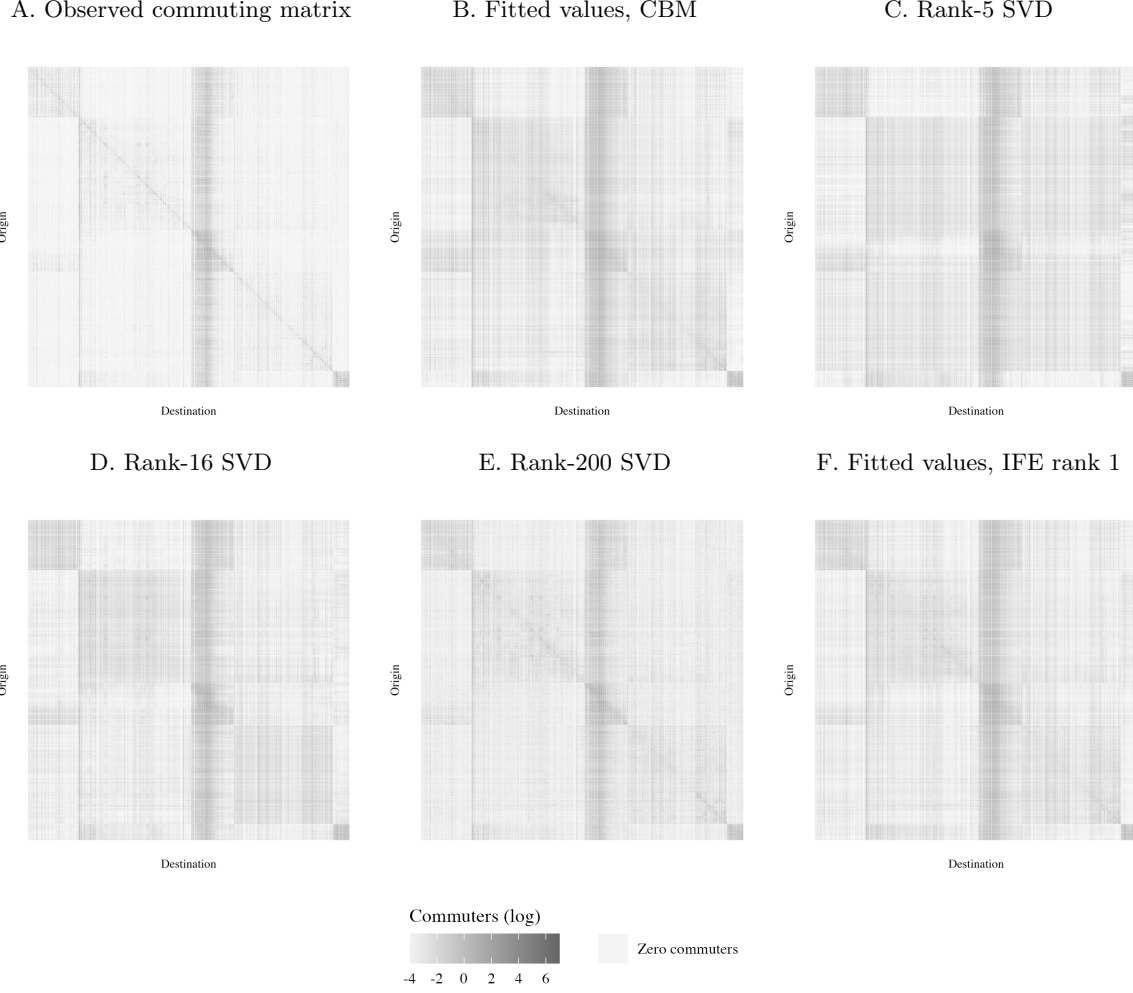 A. Observed commuting matrix
B. Fitted values, CBM
C. Rank-5 SVD
Origin
Origin
Origin
Destination
Destination
Destination
D. Rank-16 SVD
E. Rank-200 SVD
F. Fitted values, IFE rank 1
Origin
Origin
Origin
Destination
Destination
Commuters (log)
Zero commuters
-4 -2 0 2 4 6